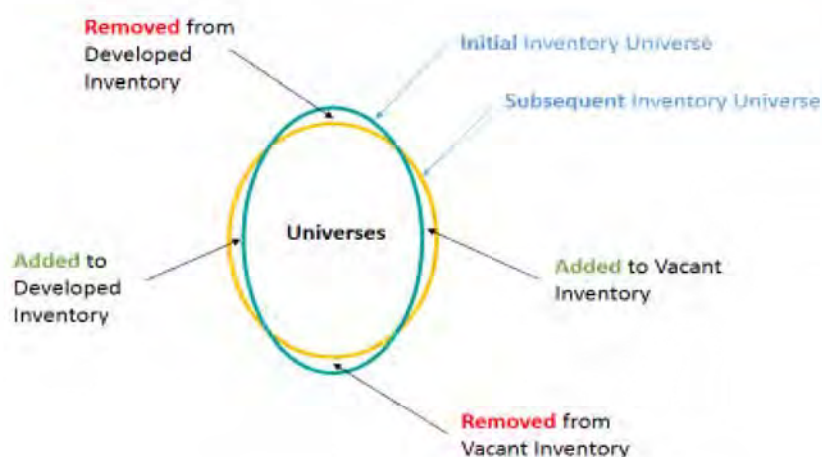 Removed from
Developed
Inventory
Initial Inventory Universe
Subsequent Inventory Universe
Universes
Added to
Developed
Inventory
Added to Vacant
Inventory
Removed from
Vacant Inventory